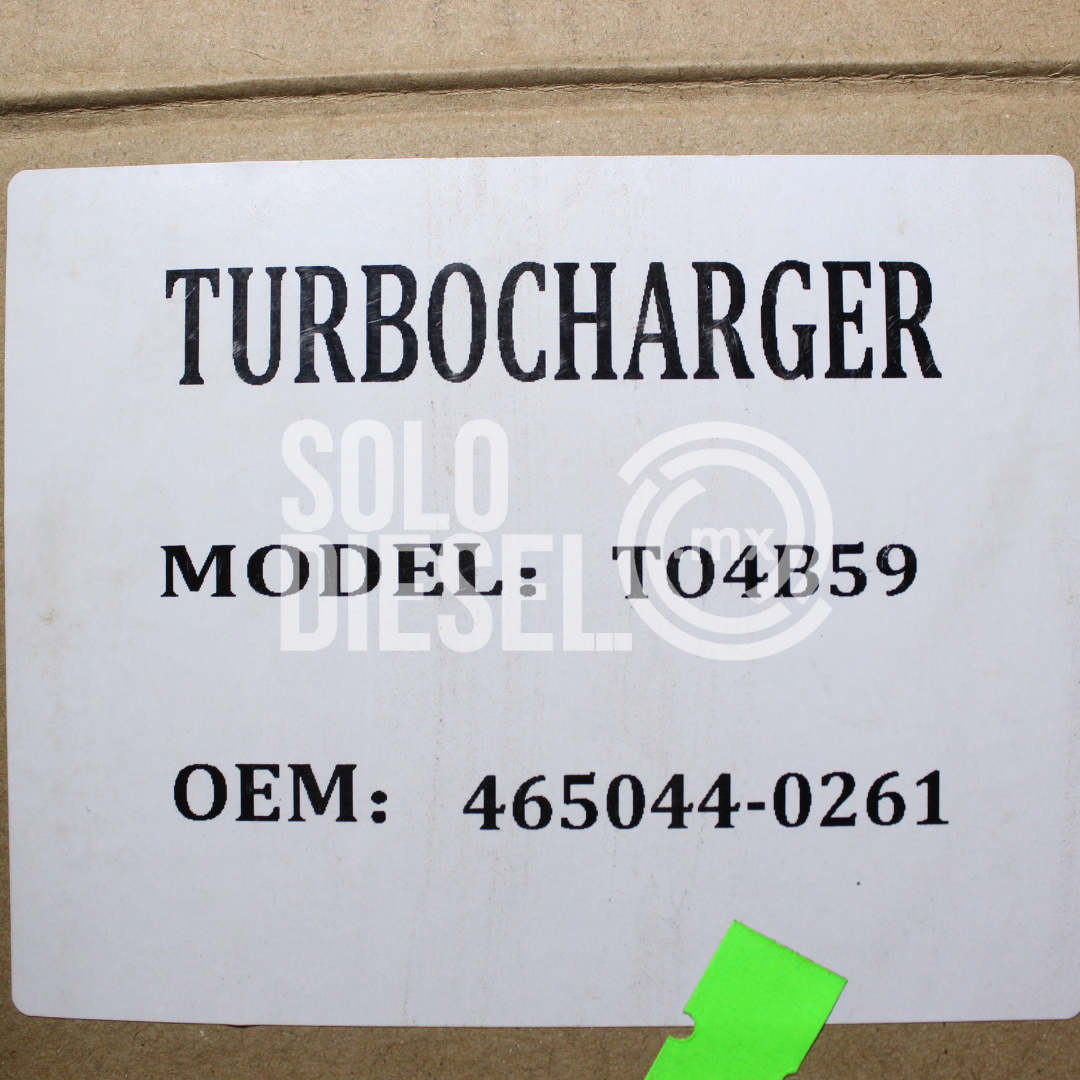 TURBOCHARGER
SOLO
DIESEL..mx
MODEL: TO4B59
OEM: 465044-0261